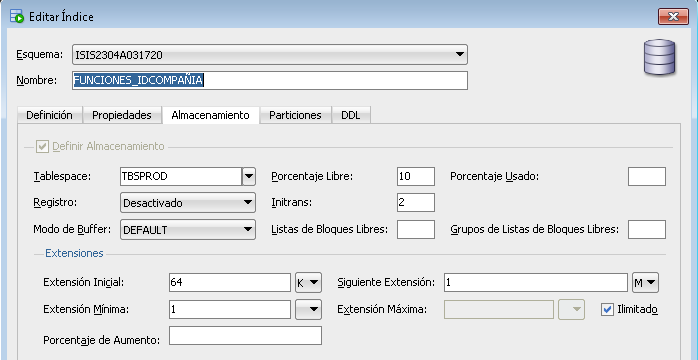 Editar Índice
Esquema: ISIS2304A031720
Nombre: FUNCIONES_IDCOMPAÑIA
Definición Propiedades Almacenamiento Particiones DDL
Definir Almacenamiento
Tablespace: TBSPROD Porcentaje Libre: 10 Porcentaje Usado:
Registro: Desactivado Initrans: 2
Modo de Buffer: DEFAULT Listas de Bloques Libres: Grupos de Listas de Bloques Libres:
Extensiones
Extensión Inicial: 64 K Siguiente Extensión: 1 M
Extensión Mínima: 1 Extensión Máxima: Ilimitado
Porcentaje de Aumento: